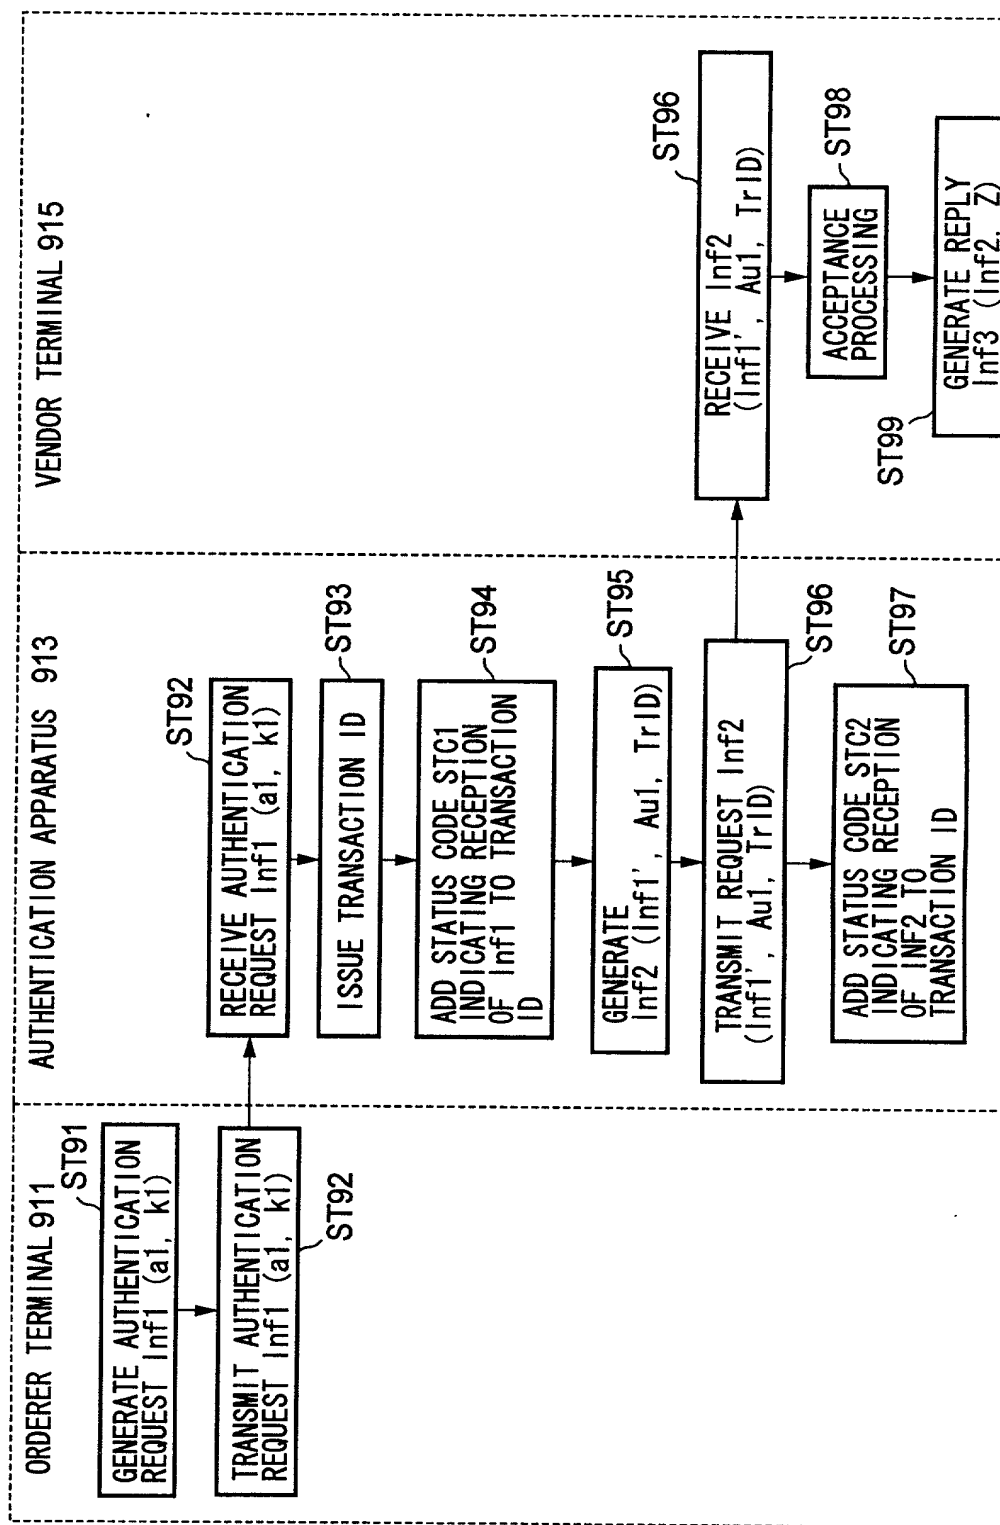 ORDERER TERMINAL 911
ST91
GENERATE AUTHENTICATION
REQUEST Inf1 (a1, k1)
TRANSMIT AUTHENTICATION
REQUEST Inf1 (a1, k1)
ST92
AUTHENTICATION APPARATUS 913
ST92
RECEIVE AUTHENTICATION
REQUEST Inf1 (a1, k1)
ST93
ISSUE TRANSACTION ID
ST94
ADD STATUS CODE STC1
INDICATING RECEPTION
OF Inf1 TO TRANSACTION
ID
ST95
GENERATE
Inf2 (Inf1', Au1, TrID)
TRANSMIT REQUEST Inf2
(Inf1', Au1, TrID)
ST96
ST97
ADD STATUS CODE STC2
INDICATING RECEPTION
OF INF2 TO
TRANSACTION ID
VENDOR TERMINAL 915
ST96
RECEIVE Inf2
(Inf1', Au1, TrID)
ST98
ACCEPTANCE
PROCESSING
ST99
GENERATE REPLY
Inf3 (Inf2, Z)